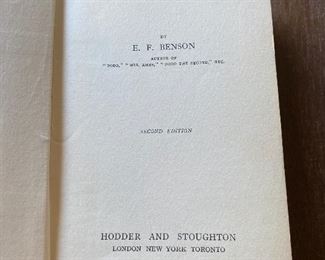 BY
E. F. BENSON
AUTHOR OF
"DODO," "MRS. AMES," "DODO THE SECOND," ETC.
SECOND EDITION
HODDER AND STOUGHTON
LONDON NEW YORK TORONTO